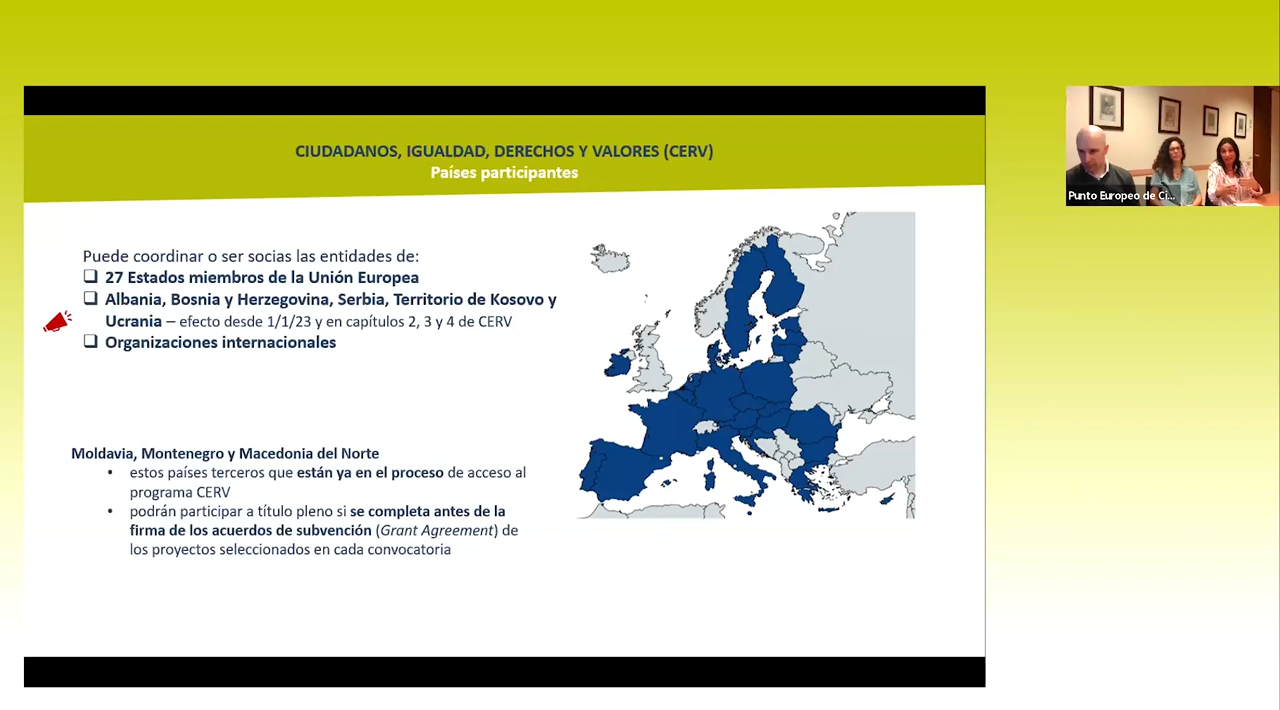 CIUDADANOS, IGUALDAD, DERECHOS Y VALORES (CERV)
Países participantes
Puede coordinar o ser socias las entidades de:
27 Estados miembros de la Unión Europea
Albania, Bosnia y Herzegovina, Serbia, Territorio de Kosovo y
Ucrania – efecto desde 1/1/23 y en capítulos 2, 3 y 4 de CERV
Organizaciones internacionales
Moldavia, Montenegro y Macedonia del Norte
• estos países terceros que están ya en el proceso de acceso al
programa CERV
• podrán participar a título pleno si se completa antes de la
firma de los acuerdos de subvención (Grant Agreement) de
los proyectos seleccionados en cada convocatoria
Punto Europeo de Ci...